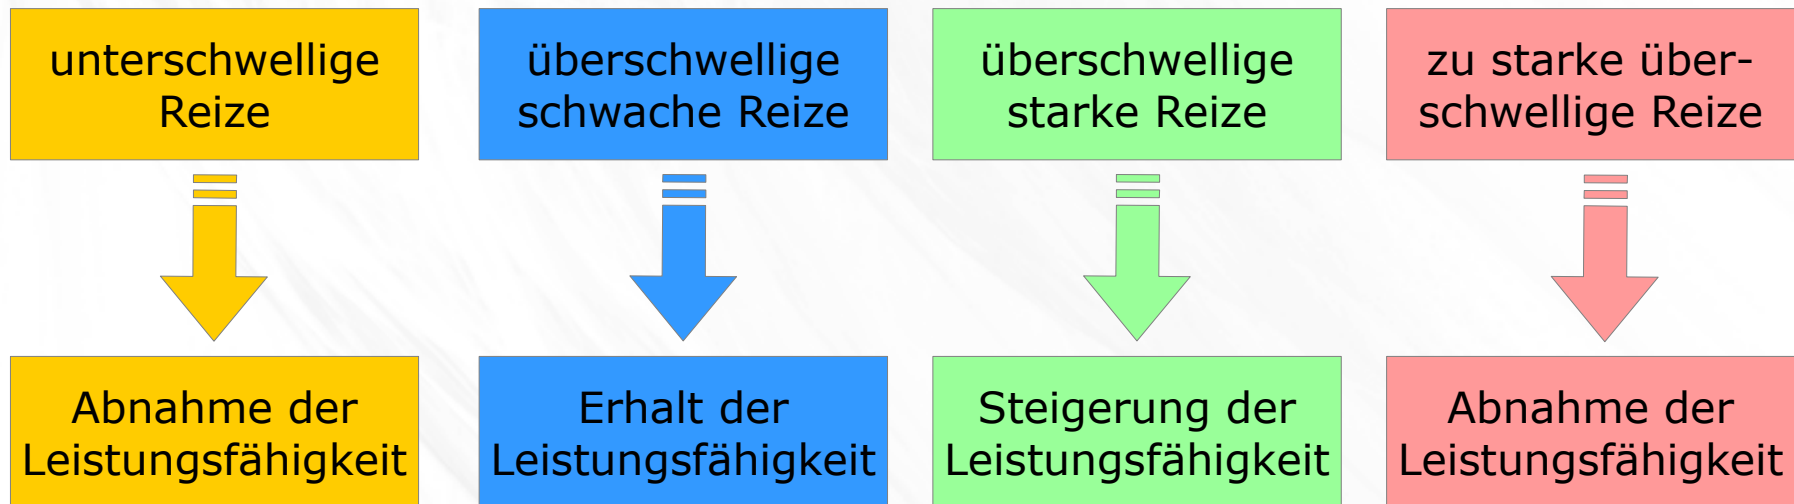 unterschwellige
Reize
überschwellige
schwache Reize
überschwellige
starke Reize
zu starke über-
schwellige Reize
Abnahme der
Leistungsfähigkeit
Erhalt der
Leistungsfähigkeit
Steigerung der
Leistungsfähigkeit
Abnahme der
Leistungsfähigkeit